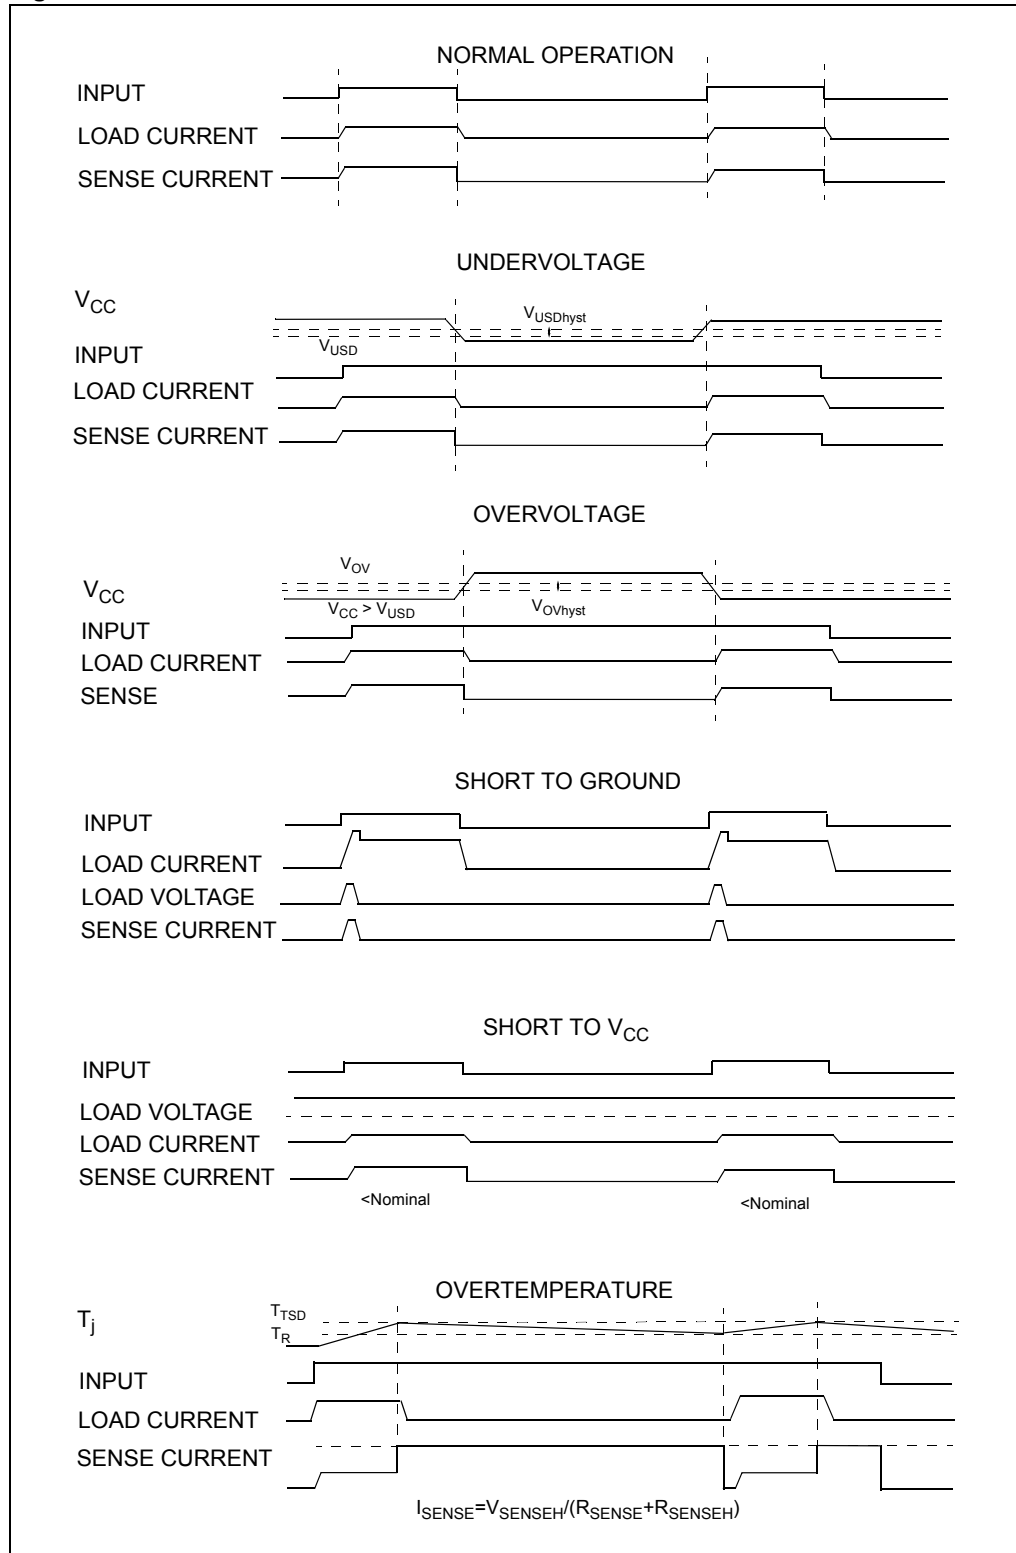 NORMAL OPERATION
INPUT
LOAD CURRENT
SENSE CURRENT
UNDERVOLTAGE
VCC
VUSDhyst
VUSD
INPUT
LOAD CURRENT
SENSE CURRENT
OVERVOLTAGE
VOV
VCC
VCC > VUSD
VOVhyst
INPUT
LOAD CURRENT
SENSE
SHORT TO GROUND
INPUT
LOAD CURRENT
LOAD VOLTAGE
SENSE CURRENT
SHORT TO VCC
INPUT
LOAD VOLTAGE
LOAD CURRENT
SENSE CURRENT
<Nominal
<Nominal
OVERTEMPERATURE
Tj
TTSD
TR
INPUT
LOAD CURRENT
SENSE CURRENT
ISENSE=VSENSEH/(RSENSE+RSENSEH)